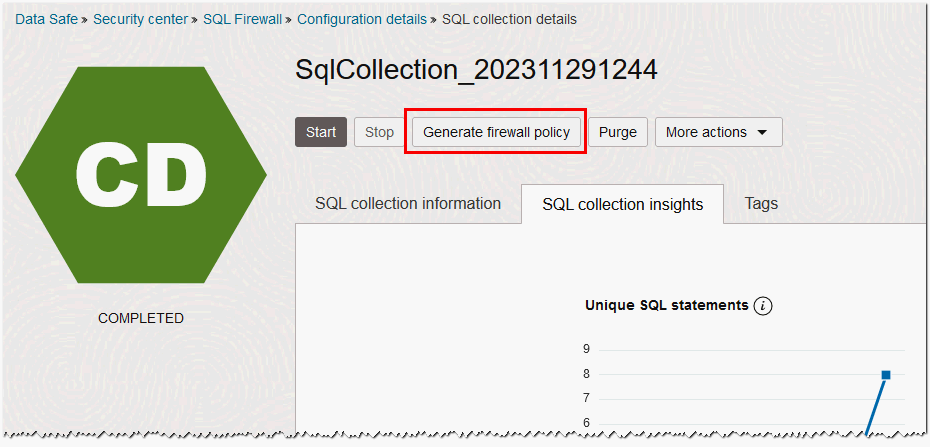 Data Safe » Security center » SQL Firewall » Configuration details » SQL collection details
SqlCollection_202311291244
Start Stop Generate firewall policy Purge More actions
CD
SQL collection information SQL collection insights Tags
COMPLETED
Unique SQL statements i
9
8
7
6